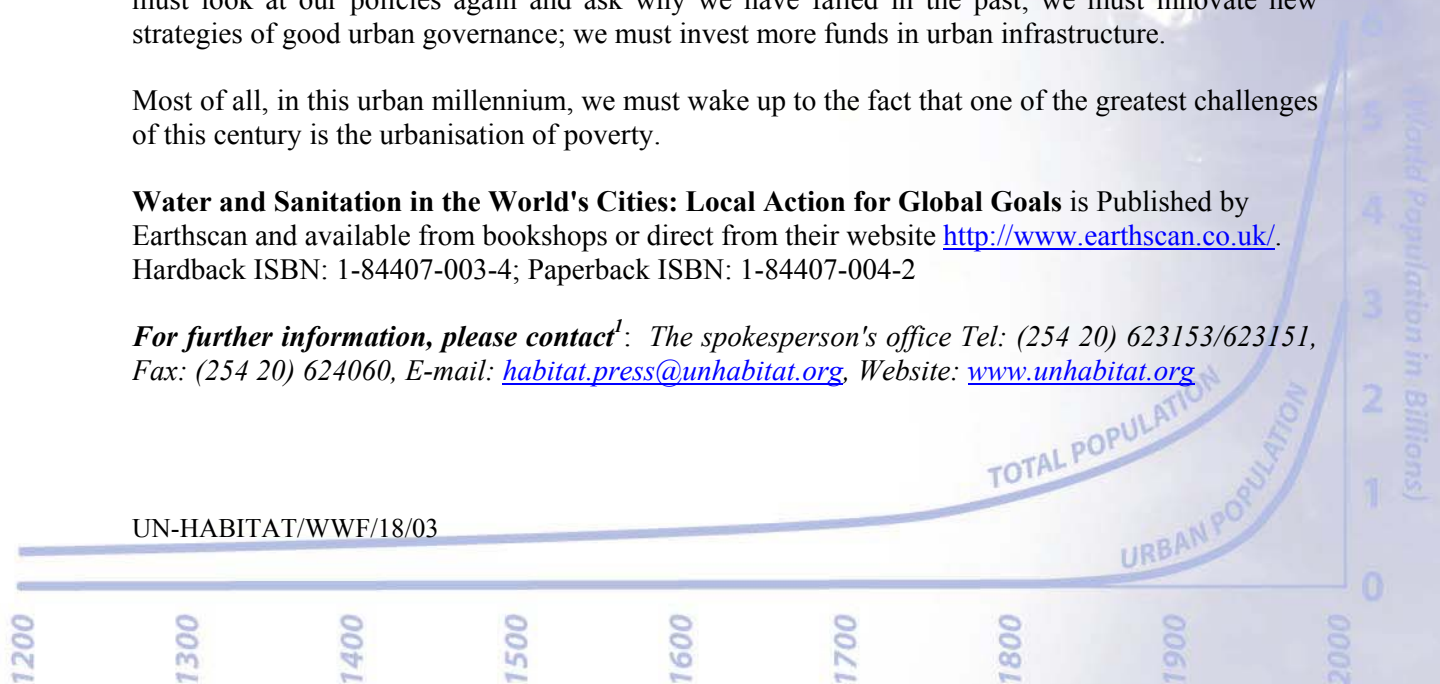 must look at our policies again and ask why we have failed in the past; we must innovate new
strategies of good urban governance; we must invest more funds in urban infrastructure.
Most of all, in this urban millennium, we must wake up to the fact that one of the greatest challenges
of this century is the urbanisation of poverty.
Water and Sanitation in the World's Cities: Local Action for Global Goals is Published by
Earthscan and available from bookshops or direct from their website http://www.earthscan.co.uk/.
Hardback ISBN: 1-84407-003-4; Paperback ISBN: 1-84407-004-2
For further information, please contact1: The spokesperson's office Tel: (254 20) 623153/623151,
Fax: (254 20) 624060, E-mail: habitat.press@unhabitat.org, Website: www.unhabitat.org
UN-HABITAT/WWF/18/03
TOTAL POPULATION
URBAN POPULATION
6
5
4
3
2
1
0
(World Population in Billions)
1200
1300
1400
1500
1600
1700
1800
1900
2000